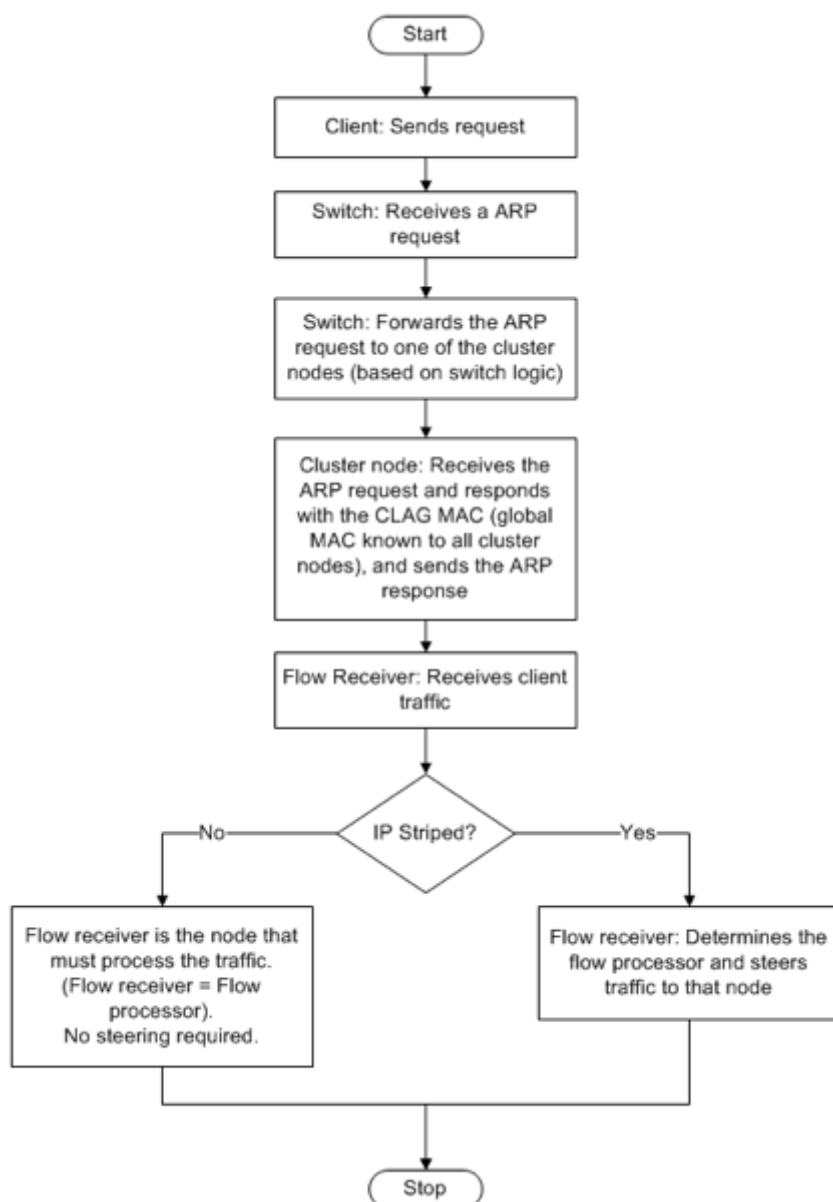 Start
Client: Sends request
Switch: Receives a ARP
request
Switch: Forwards the ARP
request to one of the cluster
nodes (based on switch logic)
Cluster node: Receives the
ARP request and responds
with the CLAG MAC (global
MAC known to all cluster
nodes), and sends the ARP
response
Flow Receiver: Receives client
traffic
IP Striped?
No
Yes
Flow receiver is the node that
must process the traffic.
(Flow receiver = Flow
processor).
No steering required.
Flow receiver: Determines the
flow processor and steers
traffic to that node
Stop